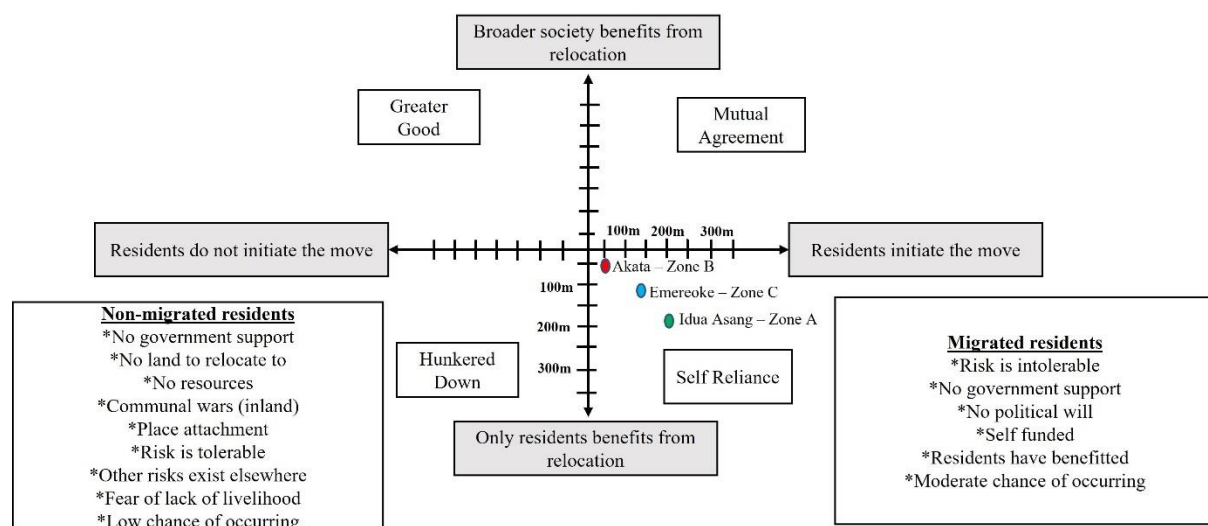 Broader society benefits from
relocation
Greater
Good
Mutual
Agreement
Residents do not initiate the move
100m 200m 300m
Residents initiate the move
Akata – Zone B
100m
Emereoke – Zone C
200m
Idua Asang – Zone A
300m
Hunkered
Down
Self Reliance
Only residents benefits from
relocation
Non-migrated residents
*No government support
*No land to relocate to
*No resources
*Communal wars (inland)
*Place attachment
*Risk is tolerable
*Other risks exist elsewhere
*Fear of lack of livelihood
*Low chance of occurring
Migrated residents
*Risk is intolerable
*No government support
*No political will
*Self funded
*Residents have benefitted
*Moderate chance of occurring